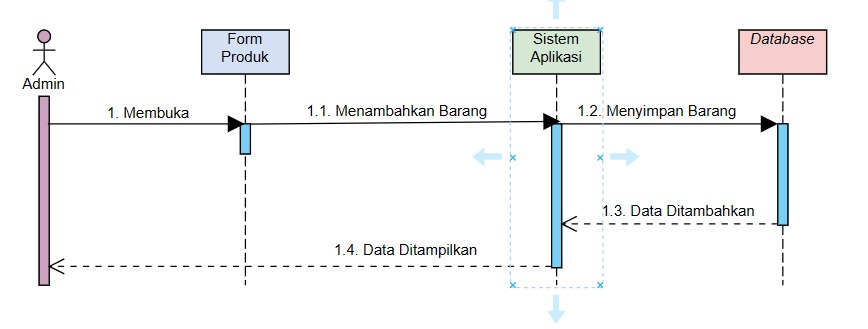 Form
Produk
Sistem
Aplikasi
Database
Admin
1. Membuka
1.1. Menambahkan Barang
1.2. Menyimpan Barang
1.3. Data Ditambahkan
1.4. Data Ditampilkan